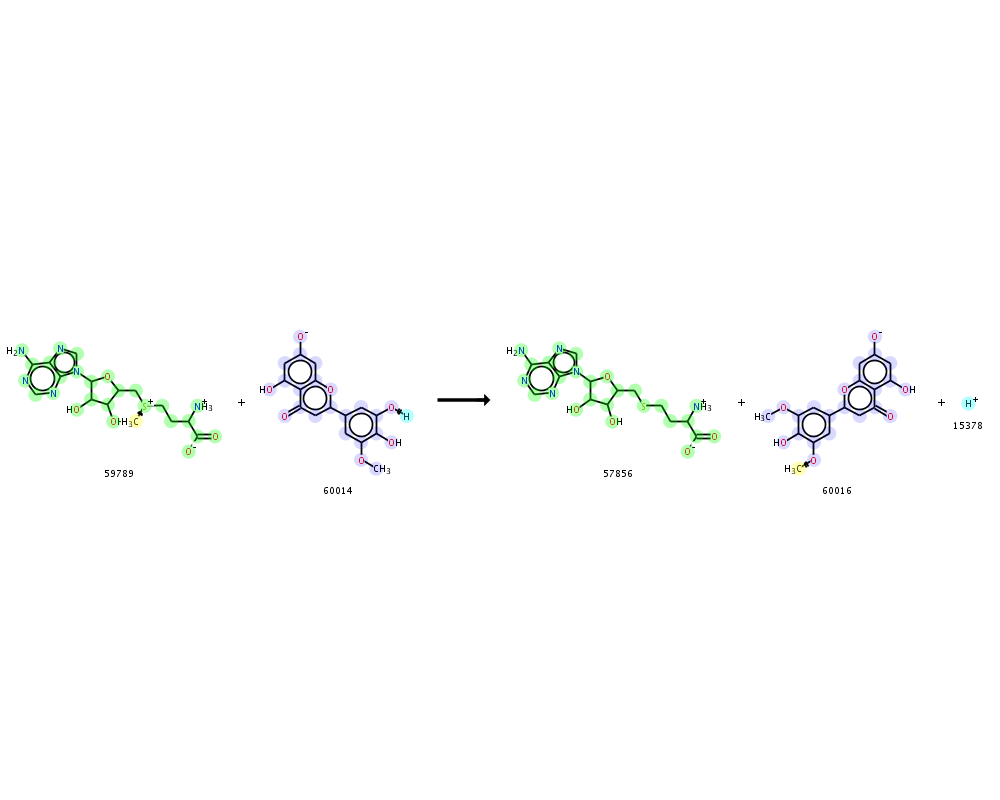 H2N N N N N N O HO OH H3C S+ NH3+ O O-
59789
+
O- HO O O O H OH O CH3
60014
H2N N N N N N O HO OH S NH3+ O O-
57856
+
O- OH O O O H3C HO O H3C
60016
+
H+
15378